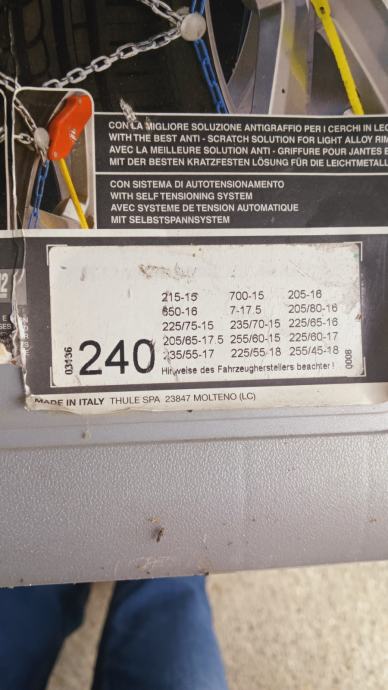 CON LA MIGLIORE SOLUZIONE ANTIGRAFFIO PER I CERCHI IN LEG
WITH THE BEST ANTI - SCRATCH SOLUTION FOR LIGHT ALLOY RIM
AVEC LA MEILLEURE SOLUTION ANTI - GRIFFURE POUR JANTES E
MIT DER BESTEN KRATZFESTEN LÖSUNG FÜR DIE LEICHTMETALL
CON SISTEMA DI AUTOTENSIONAMENTO
WITH SELF TENSIONING SYSTEM
AVEC SYSTEME DE TENSION AUTOMATIQUE
MIT SELBSTSPANNSYSTEM
215-15 700-15 205-16
650-16 7-17.5 205/80-16
225/75-15 235/70-15 225/65-16
205/65-17.5 255/60-15 225/60-17
235/55-17 225/55-18 255/45-18
03136
240
Hinweise des Fahrzeugherstellers beachten !
0008
MADE IN ITALY THULE SPA 23847 MOLTENO (LC)